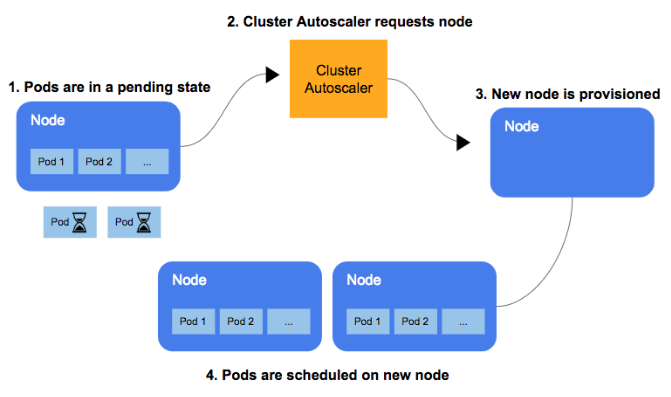 2. Cluster Autoscaler requests node
Cluster
Autoscaler
1. Pods are in a pending state
Node
Pod 1 Pod 2 ...
Pod Pod
3. New node is provisioned
Node
Node
Pod 1 Pod 2 ...
Node
Pod 1 Pod 2 ...
4. Pods are scheduled on new node